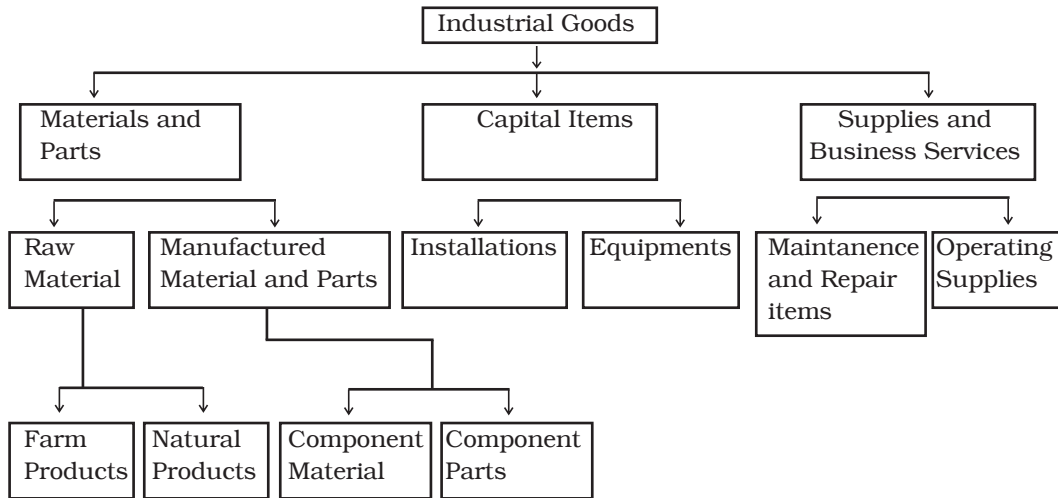 Industrial Goods
Materials and
Parts
Capital Items
Supplies and
Business Services
Raw
Material
Manufactured
Material and Parts
Installations
Equipments
Maintanence
and Repair
items
Operating
Supplies
Farm
Products
Natural
Products
Component
Material
Component
Parts